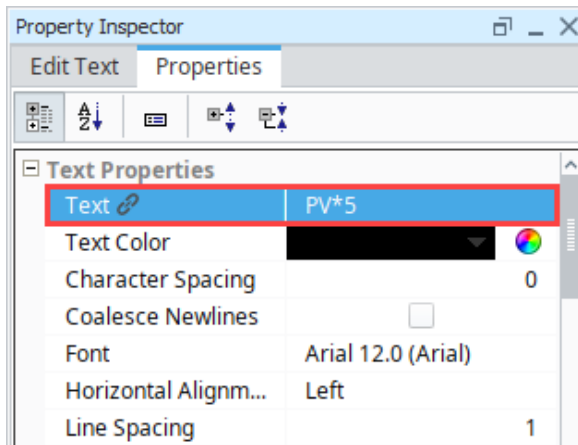 Property Inspector
Edit Text Properties
Text Properties
Text PV*5
Text Color
Character Spacing 0
Coalesce Newlines
Font Arial 12.0 (Arial)
Horizontal Alignm... Left
Line Spacing 1